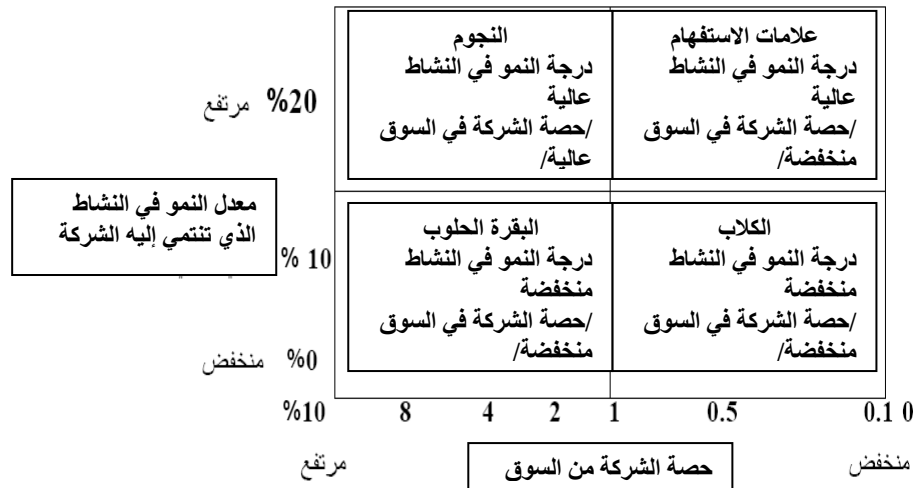 علامات الاستفهام
درجة النمو في النشاط
عالية
/حصة الشركة في السوق
منخفضة/
النجوم
درجة النمو في النشاط
عالية
/حصة الشركة في السوق
عالية/
%20 مرتفع
معدل النمو في النشاط
الذي تنتمي إليه الشركة
الكلاب
درجة النمو في النشاط
منخفضة
/حصة الشركة في السوق
منخفضة/
البقرة الحلوب
درجة النمو في النشاط
منخفضة
/حصة الشركة في السوق
منخفضة/
% 10
%0 منخفض
%10 8 4 2 1 0.5 0.1 0
منخفض
حصة الشركة من السوق
مرتفع